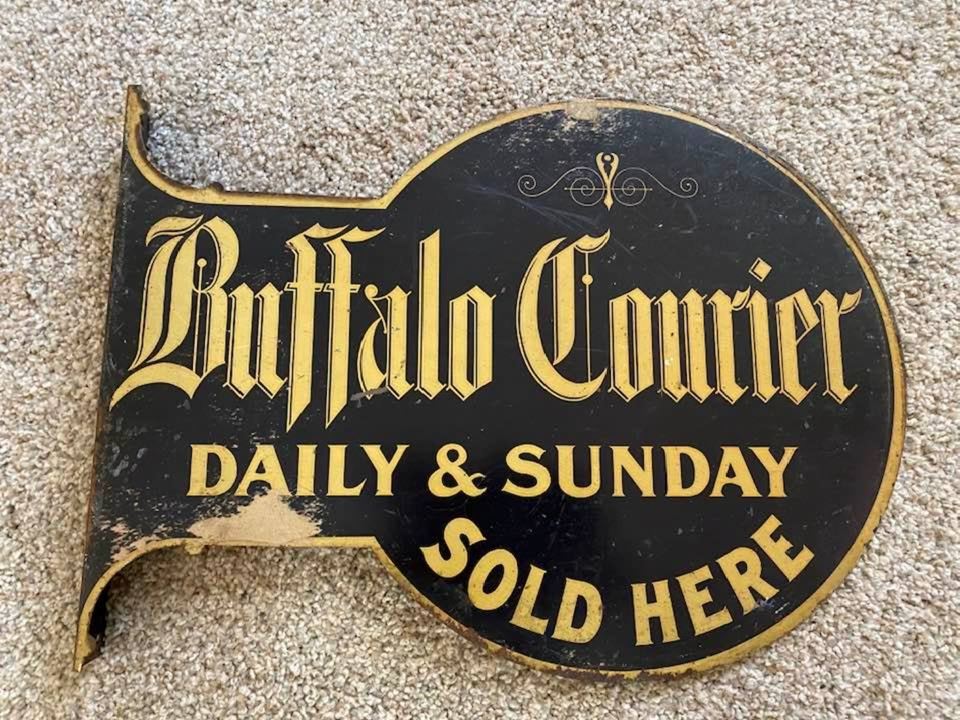 Buffalo Courier
DAILY & SUNDAY
SOLD HERE